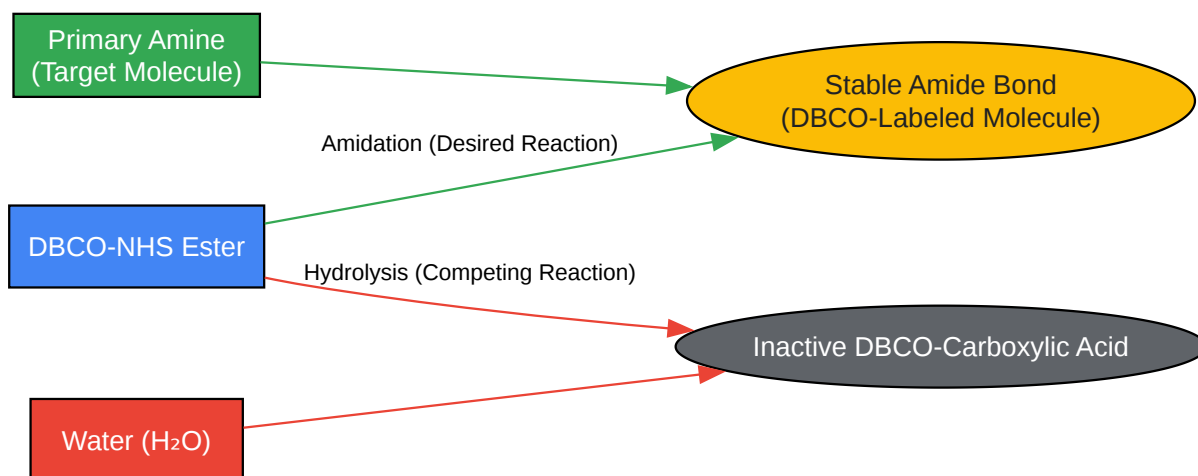 Primary Amine
(Target Molecule)
Stable Amide Bond
(DBCO-Labeled Molecule)
Amidation (Desired Reaction)
DBCO-NHS Ester
Hydrolysis (Competing Reaction)
Inactive DBCO-Carboxylic Acid
Water (H₂O)